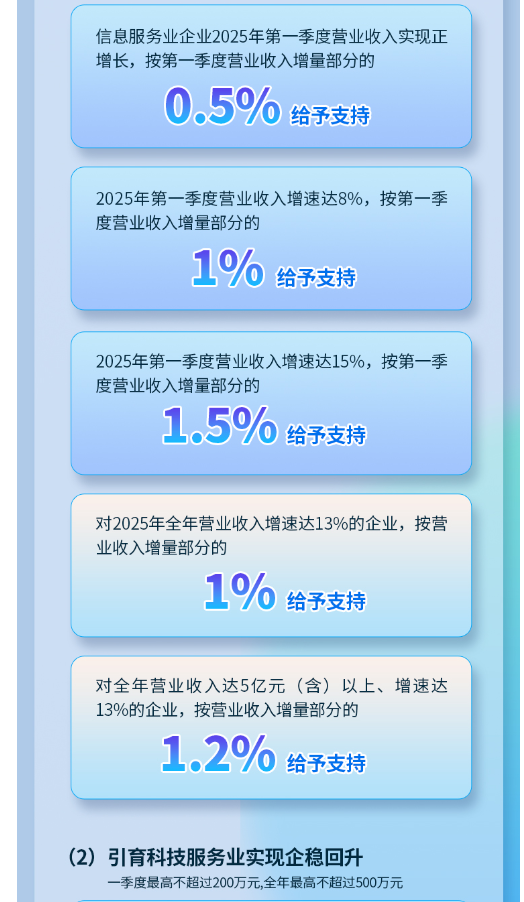 信息服务业企业2025年第一季度营业收入实现正
增长，按第一季度营业收入增量部分的
0.5% 给予支持
2025年第一季度营业收入增速达8%，按第一季
度营业收入增量部分的
1% 给予支持
2025年第一季度营业收入增速达15%，按第一季
度营业收入增量部分的
1.5% 给予支持
对2025年全年营业收入增速达13%的企业，按营
业收入增量部分的
1% 给予支持
对全年营业收入达5亿元（含）以上、增速达
13%的企业，按营业收入增量部分的
1.2% 给予支持
（2）引育科技服务业实现企稳回升
一季度最高不超过200万元,全年最高不超过500万元